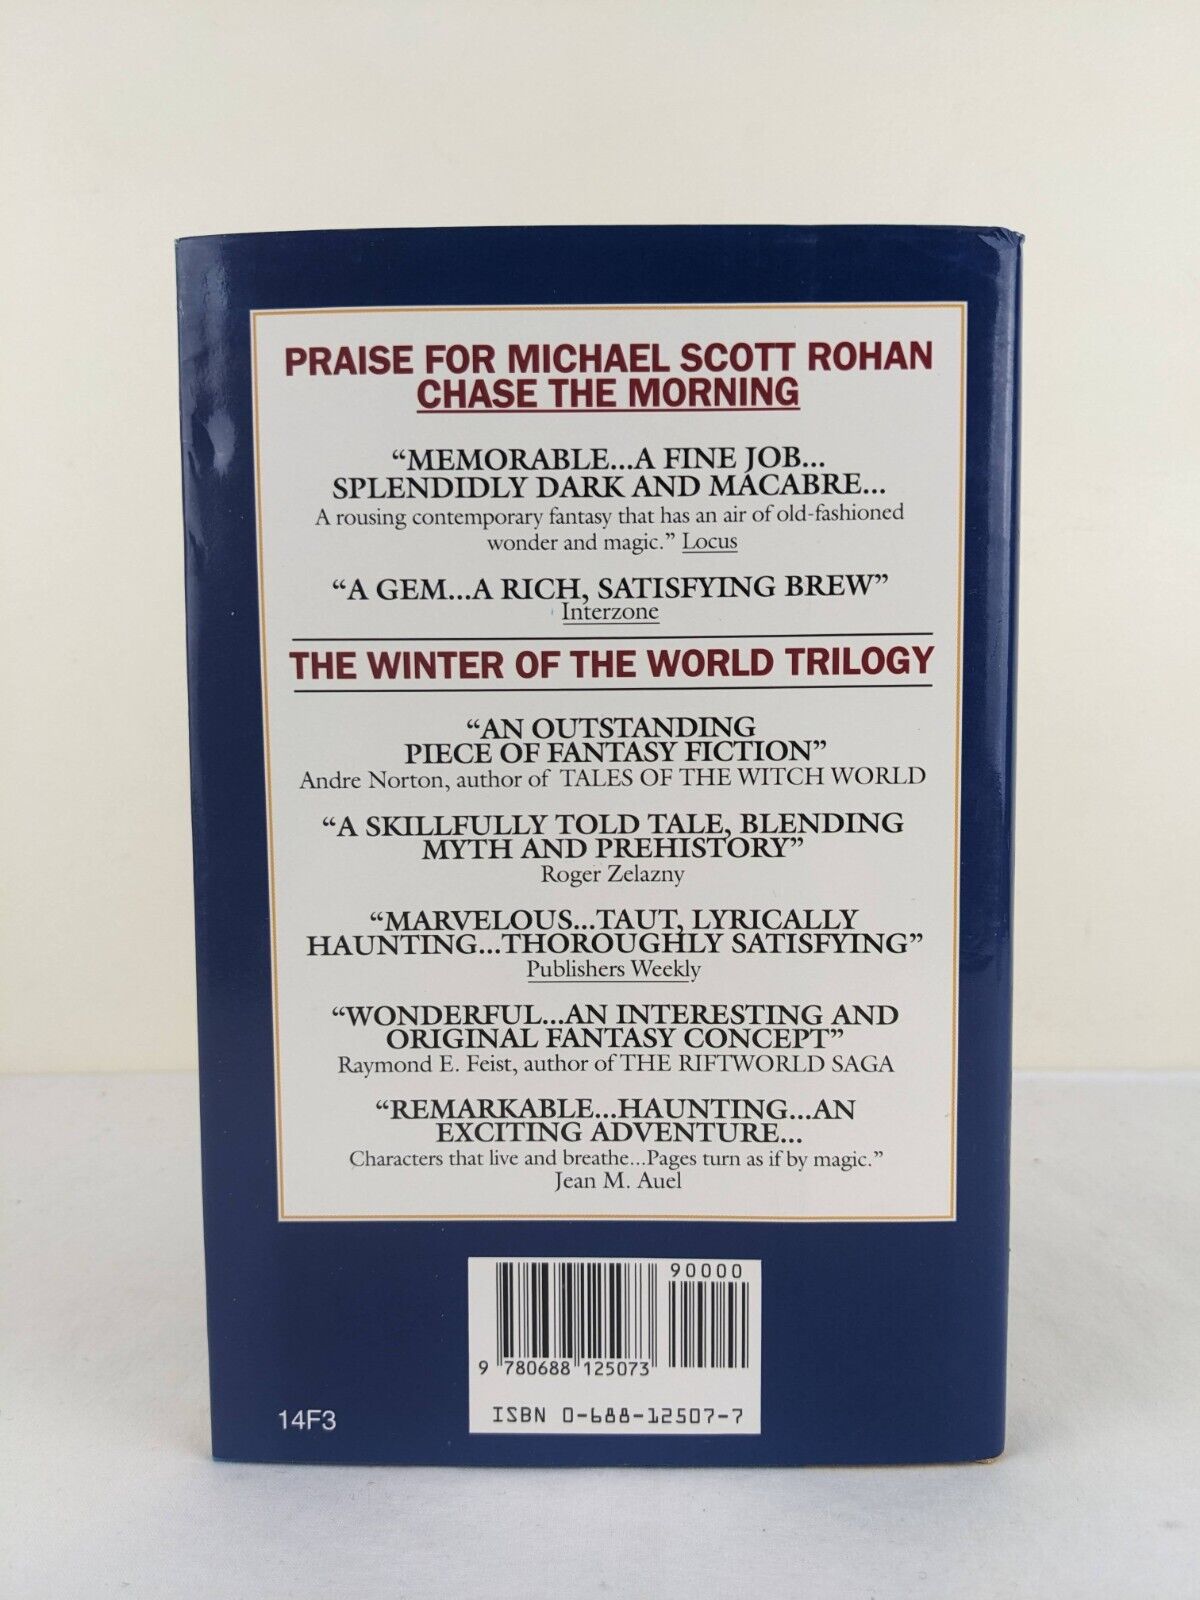 PRAISE FOR MICHAEL SCOTT ROHAN
CHASE THE MORNING
“MEMORABLE...A FINE JOB...
SPLENDIDLY DARK AND MACABRE...
A rousing contemporary fantasy that has an air of old-fashioned
wonder and magic.” Locus
“A GEM...A RICH, SATISFYING BREW”
Interzone
THE WINTER OF THE WORLD TRILOGY
“AN OUTSTANDING
PIECE OF FANTASY FICTION”
Andre Norton, author of TALES OF THE WITCH WORLD
“A SKILLFULLY TOLD TALE, BLENDING
MYTH AND PREHISTORY”
Roger Zelazny
“MARVELOUS...TAUT, LYRICALLY
HAUNTING...THOROUGHLY SATISFYING”
Publishers Weekly
“WONDERFUL...AN INTERESTING AND
ORIGINAL FANTASY CONCEPT”
Raymond E. Feist, author of THE RIFTWORLD SAGA
“REMARKABLE...HAUNTING...AN
EXCITING ADVENTURE...
Characters that live and breathe...Pages turn as if by magic.”
Jean M. Auel
90000
9 780688 125073
ISBN 0-688-12507-7
14F3